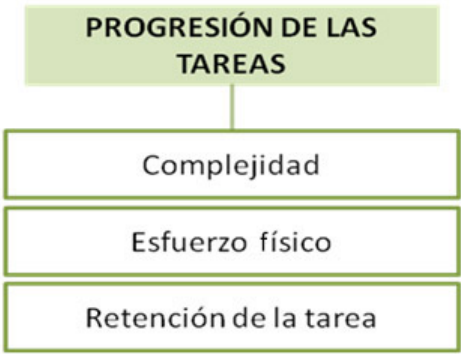 PROGRESIÓN DE LAS
TAREAS
Complejidad
Esfuerzo físico
Retención de la tarea